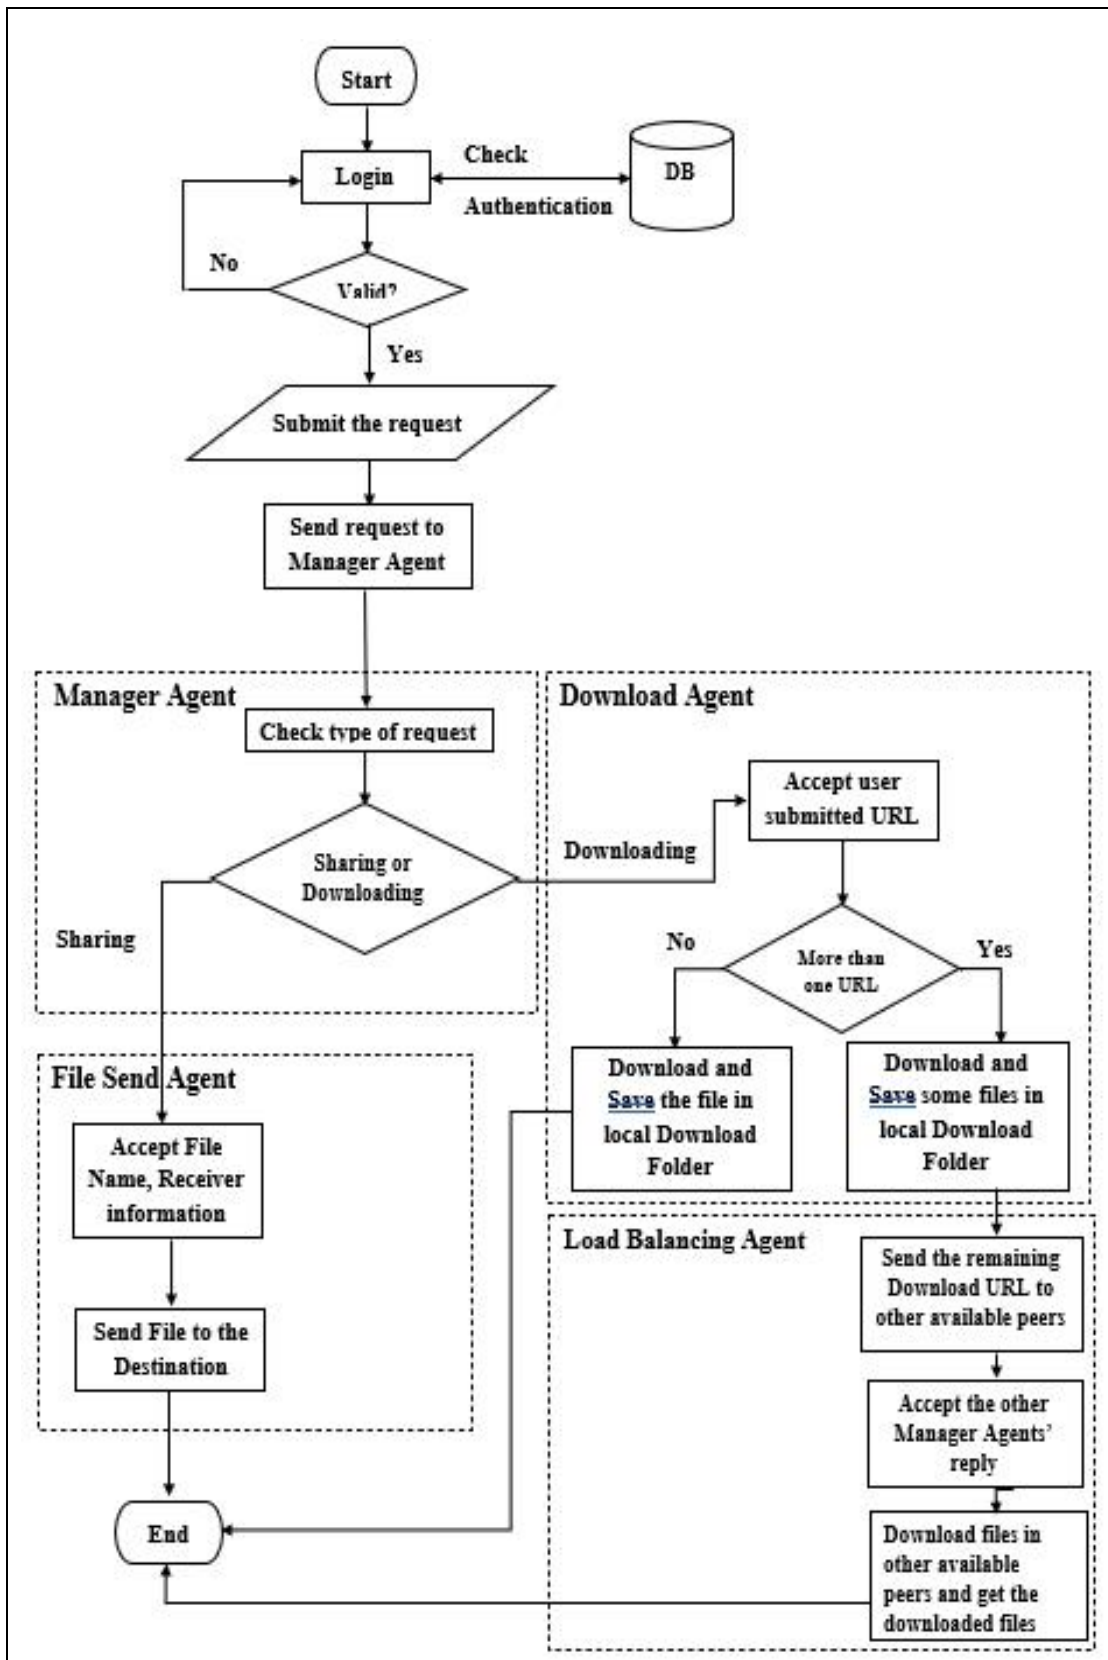 Start
Login
Check
Authentication
DB
No
Valid?
Yes
Submit the request
Send request to
Manager Agent
Manager Agent
Check type of request
Sharing or
Downloading
Sharing
Downloading
Download Agent
Accept user
submitted URL
More than
one URL
No
Yes
Download and
Save the file in
local Download
Folder
Download and
Save some files in
local Download
Folder
File Send Agent
Accept File
Name, Receiver
information
Send File to the
Destination
Load Balancing Agent
Send the remaining
Download URL to
other available peers
Accept the other
Manager Agents’
reply
Download files in
other available
peers and get the
downloaded files
End